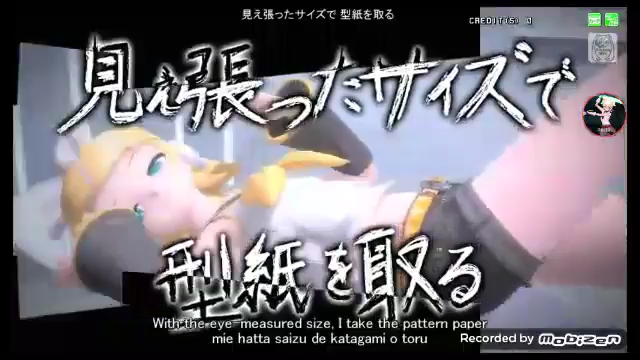 見え張ったサイズで 型紙を取る
CREDIT(S) 0
見え張ったサイズで
型紙を取る
With the eye-measured size, I take the pattern paper
mie hatta saizu de katagami o toru
Recorded by Mobizen